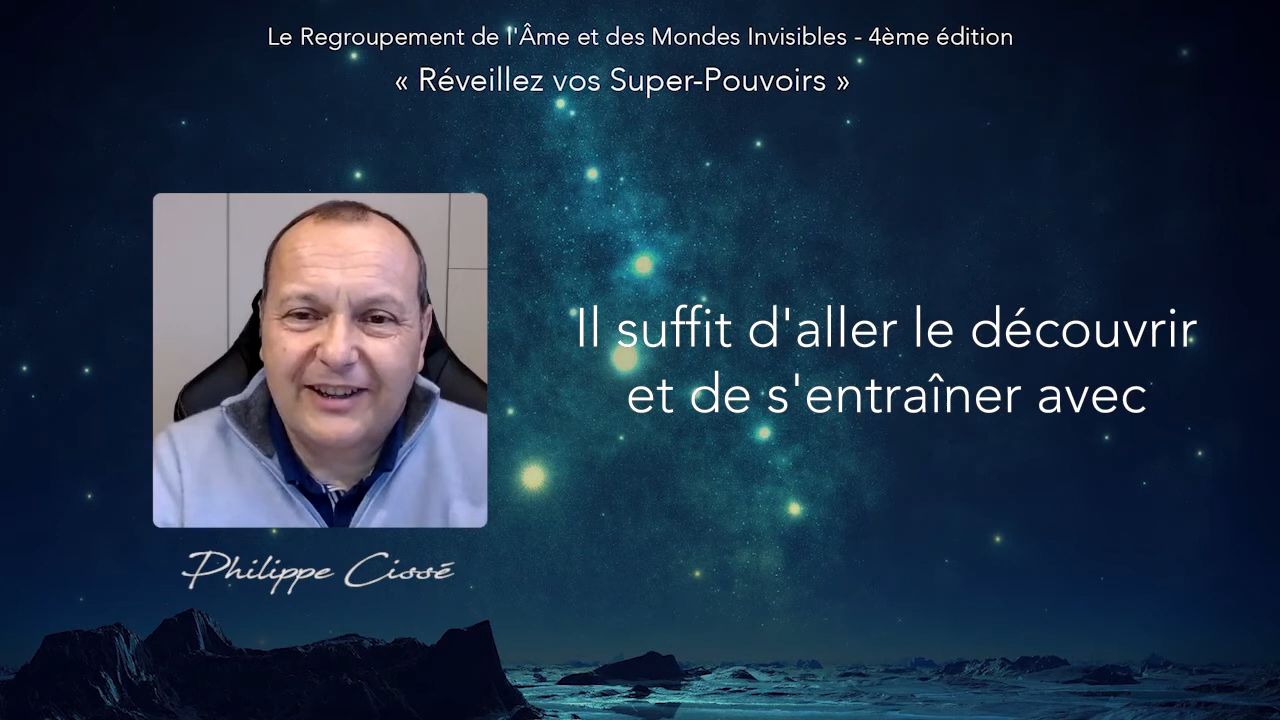 Le Regroupement de l'Âme et des Mondes Invisibles - 4ème édition
« Réveillez vos Super-Pouvoirs »
Il suffit d'aller le découvrir
et de s'entraîner avec
Philippe Cissé